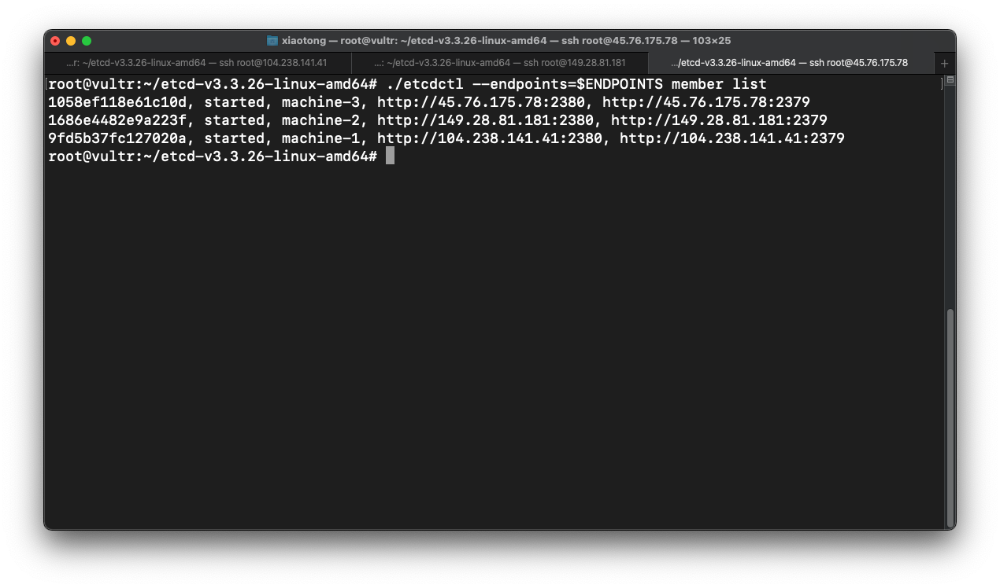 xiaotong — root@vultr: ~/etcd-v3.3.26-linux-amd64 — ssh root@45.76.175.78 — 103×25
...r: ~/etcd-v3.3.26-linux-amd64 — ssh root@104.238.141.41
...: ~/etcd-v3.3.26-linux-amd64 — ssh root@149.28.81.181
.../etcd-v3.3.26-linux-amd64 — ssh root@45.76.175.78
+
[root@vultr:~/etcd-v3.3.26-linux-amd64# ./etcdctl --endpoints=$ENDPOINTS member list ]
1058ef118e61c10d, started, machine-3, http://45.76.175.78:2380, http://45.76.175.78:2379
1686e4482e9a223f, started, machine-2, http://149.28.81.181:2380, http://149.28.81.181:2379
9fd5b37fc127020a, started, machine-1, http://104.238.141.41:2380, http://104.238.141.41:2379
root@vultr:~/etcd-v3.3.26-linux-amd64#